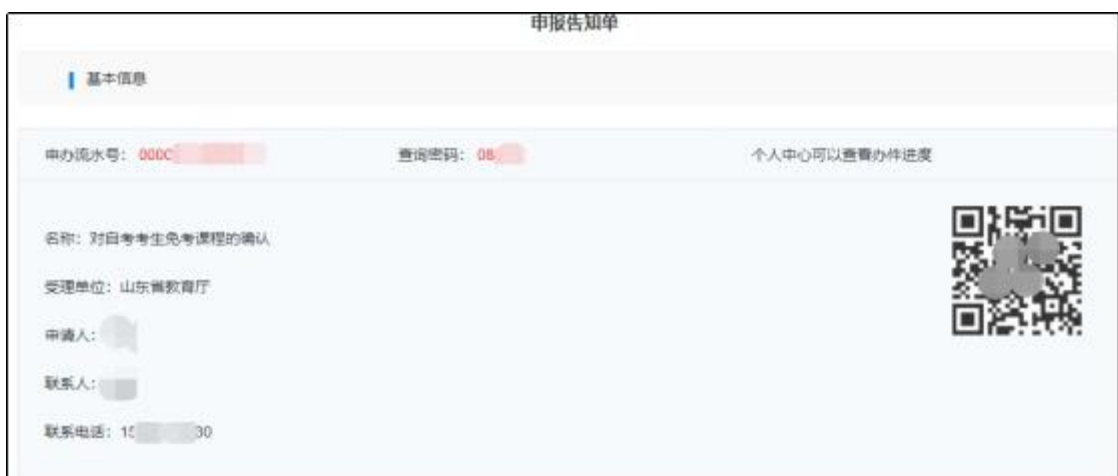 申报告知单
基本信息
申办流水号： 000C
查询密码： 08
个人中心可以查看办件进度
名称： 对自考考生免考课程的确认
受理单位： 山东省教育厅
申请人：
联系人：
联系电话： 15 30